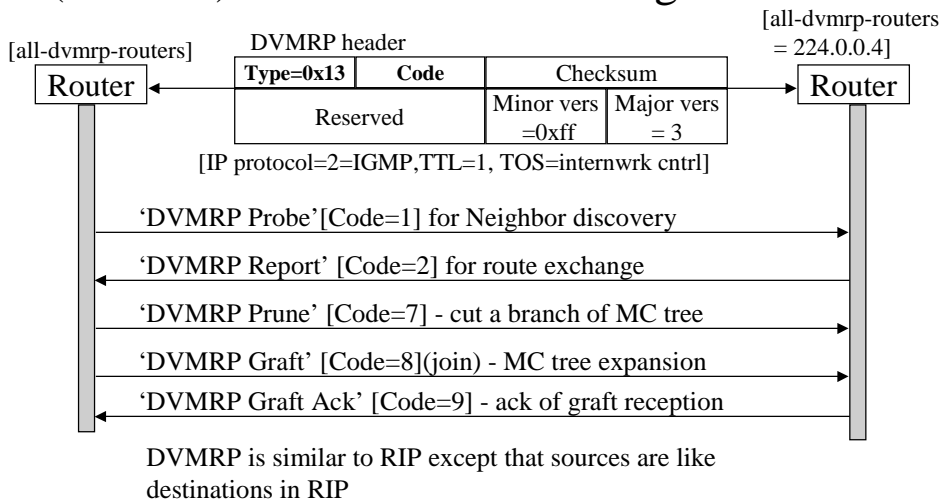 [all-dvmrp-routers
= 224.0.0.4]
[all-dvmrp-routers]
DVMRP header
Router
Type=0x13 Code Checksum
Router
Reserved
Minor vers
=0xff
Major vers
= 3
[IP protocol=2=IGMP,TTL=1, TOS=internwrk cntrl]
‘DVMRP Probe’[Code=1] for Neighbor discovery
‘DVMRP Report’ [Code=2] for route exchange
‘DVMRP Prune’ [Code=7] - cut a branch of MC tree
‘DVMRP Graft’ [Code=8](join) - MC tree expansion
‘DVMRP Graft Ack’ [Code=9] - ack of graft reception
DVMRP is similar to RIP except that sources are like
destinations in RIP